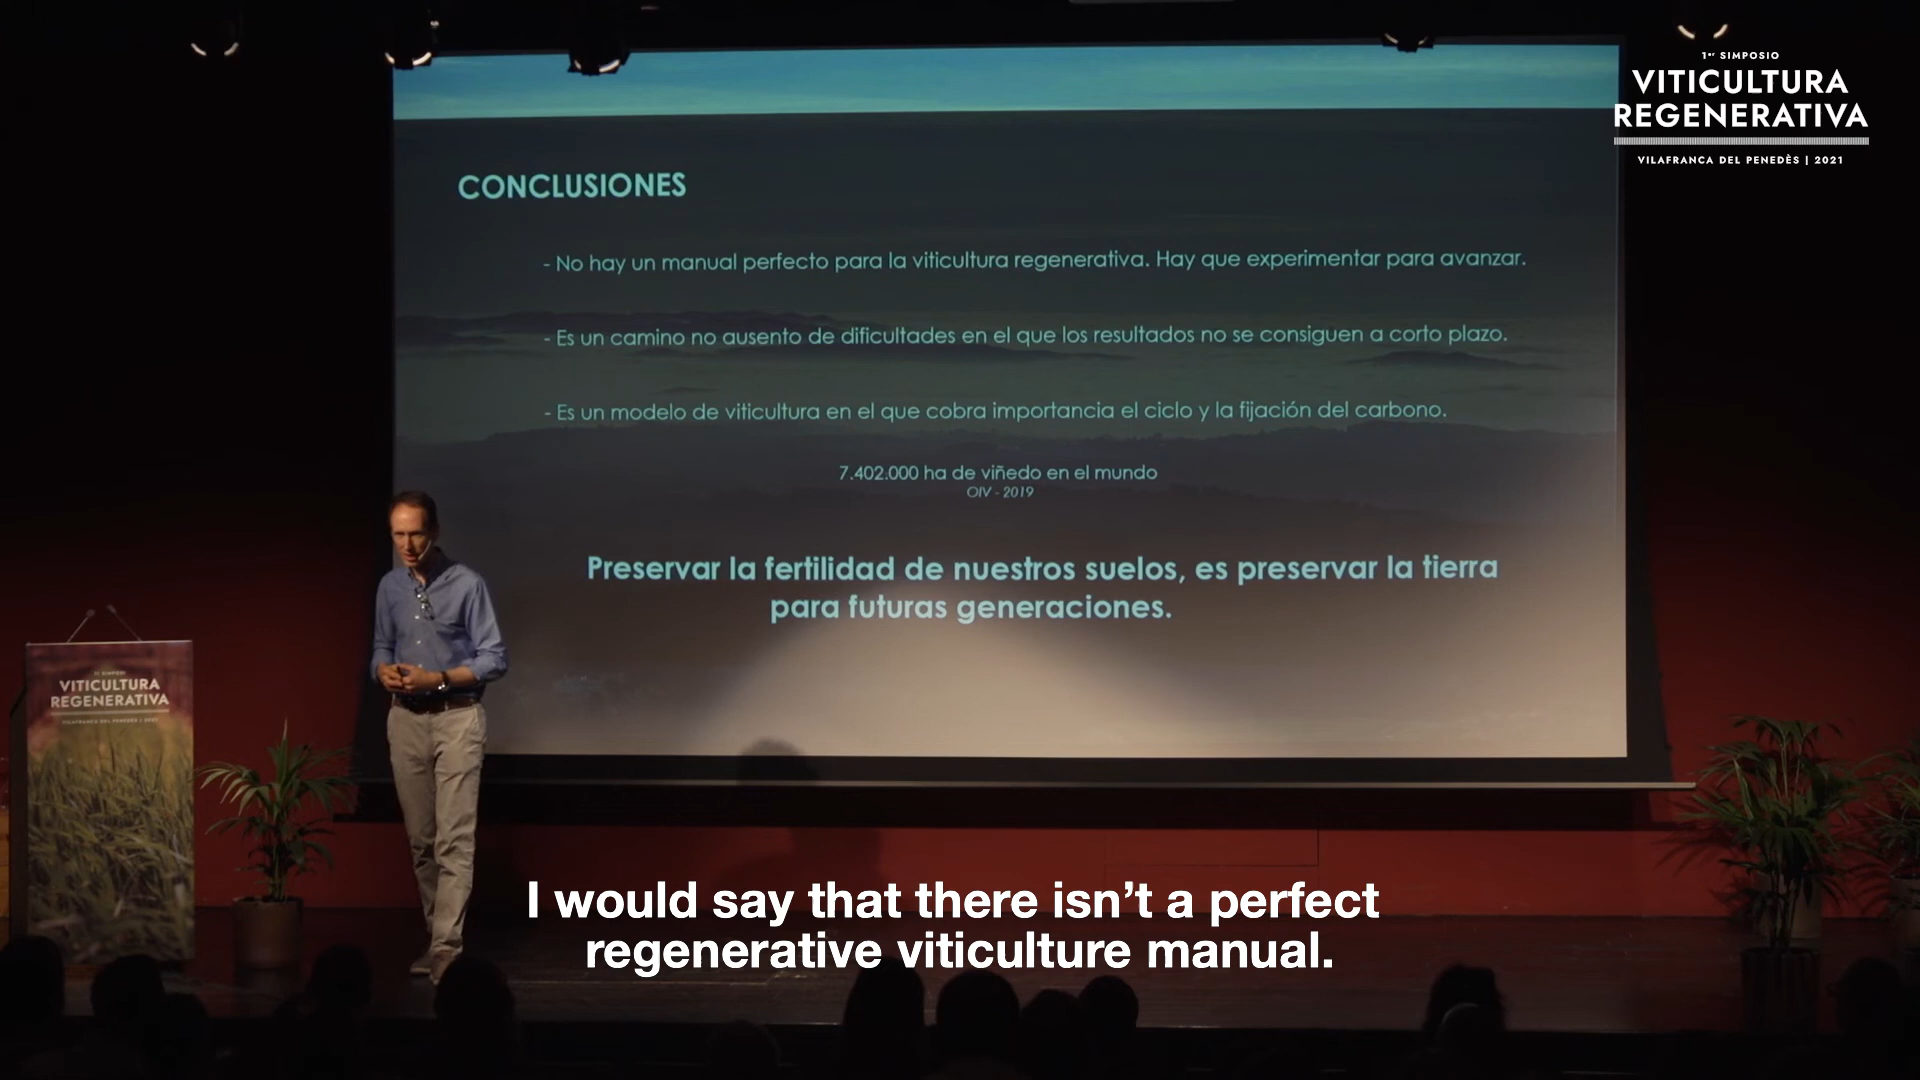 1er SIMPOSIO
VITICULTURA
REGENERATIVA
VILAFRANCA DEL PENEDÈS | 2021
CONCLUSIONES
- No hay un manual perfecto para la viticultura regenerativa. Hay que experimentar para avanzar.
- Es un camino no ausento de dificultades en el que los resultados no se consiguen a corto plazo.
- Es un modelo de viticultura en el que cobra importancia el ciclo y la fijación del carbono.
7.402.000 ha de viñedo en el mundo
OIV - 2019
Preservar la fertilidad de nuestros suelos, es preservar la tierra
para futuras generaciones.
VITICULTURA
REGENERATIVA
VILAFRANCA DEL PENEDÈS | 2021
I would say that there isn’t a perfect
regenerative viticulture manual.